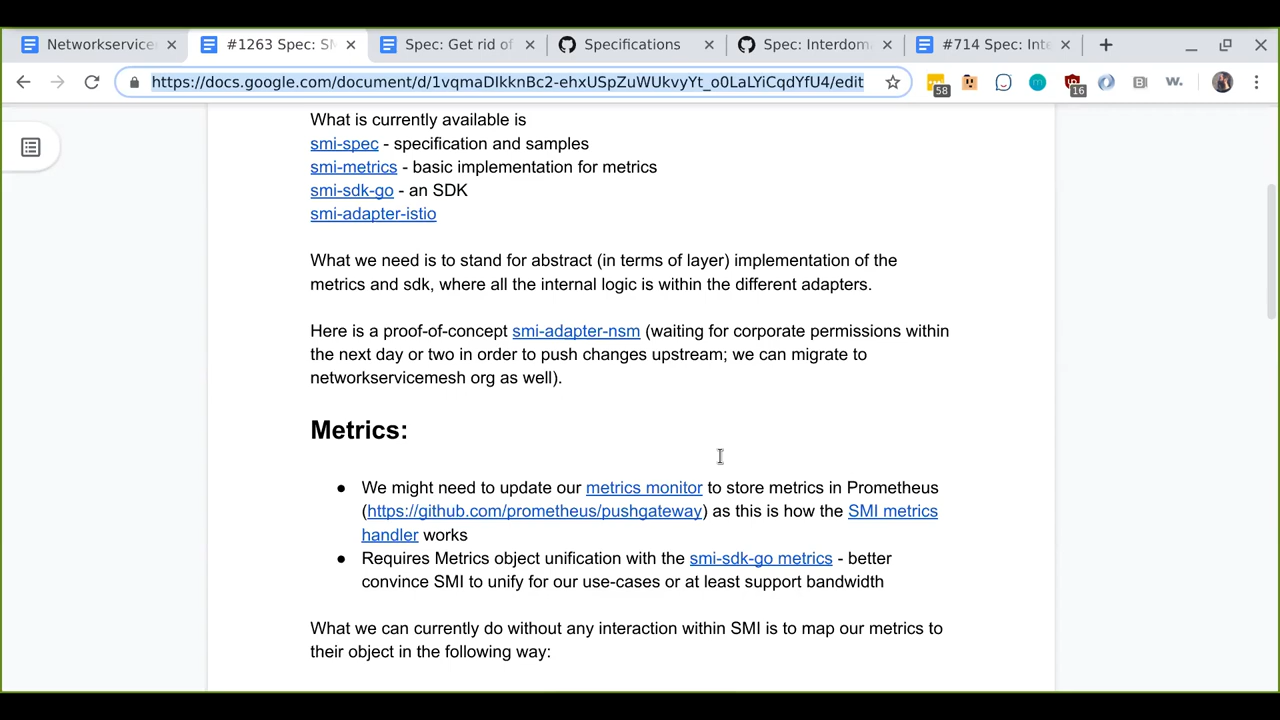 Networkservice
#1263 Spec: SM
Spec: Get rid of
Specifications
Spec: Interdom
#714 Spec: Inte
https://docs.google.com/document/d/1vqmaDIkknBc2-ehxUSpZuWUkvyYt_o0LaLYiCqdYfU4/edit
58
16
B
w.
What is currently available is
smi-spec - specification and samples
smi-metrics - basic implementation for metrics
smi-sdk-go - an SDK
smi-adapter-istio
What we need is to stand for abstract (in terms of layer) implementation of the
metrics and sdk, where all the internal logic is within the different adapters.
Here is a proof-of-concept smi-adapter-nsm (waiting for corporate permissions within
the next day or two in order to push changes upstream; we can migrate to
networkservicemesh org as well).
Metrics:
● We might need to update our metrics monitor to store metrics in Prometheus
(https://github.com/prometheus/pushgateway) as this is how the SMI metrics
handler works
● Requires Metrics object unification with the smi-sdk-go metrics - better
convince SMI to unify for our use-cases or at least support bandwidth
What we can currently do without any interaction within SMI is to map our metrics to
their object in the following way: